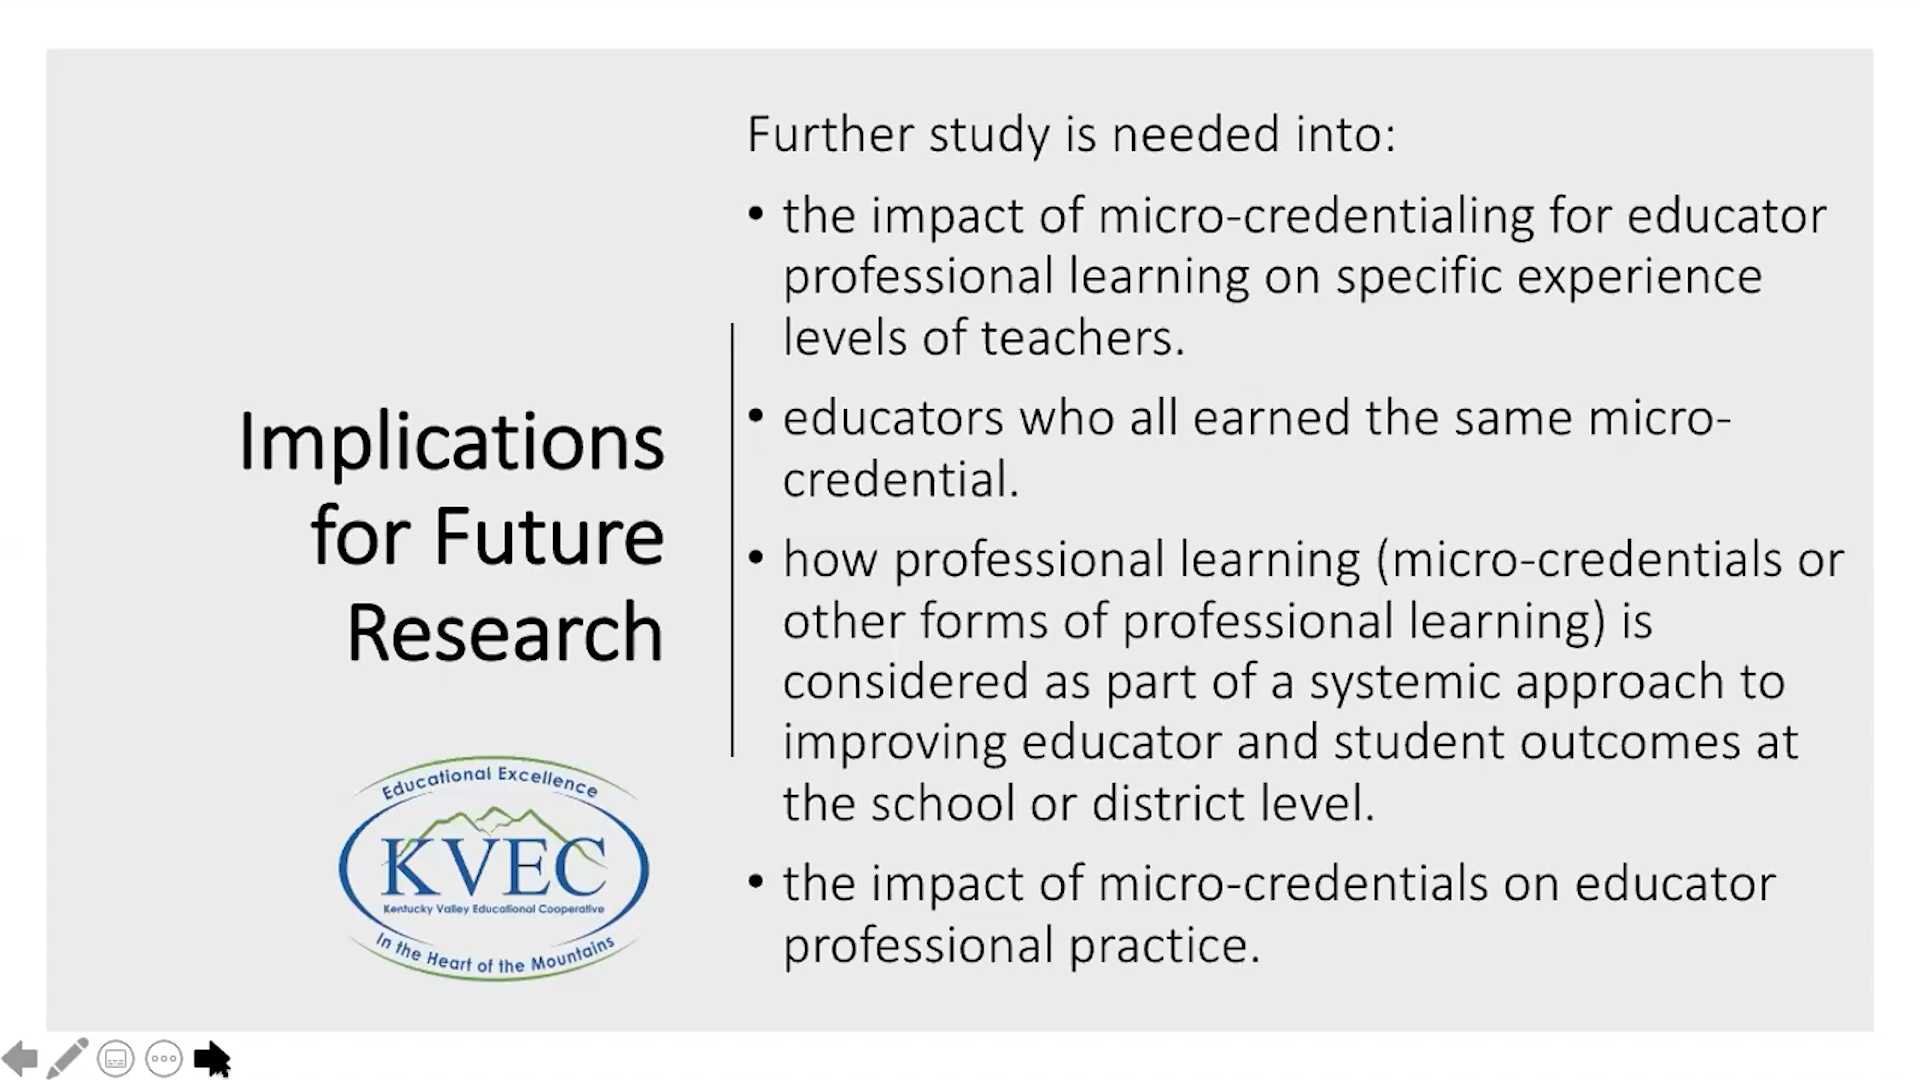 Implications
for Future
Research
Educational Excellence
KVEC
Kentucky Valley Educational Cooperative
In the Heart of the Mountains
Further study is needed into:
• the impact of micro-credentialing for educator
professional learning on specific experience
levels of teachers.
• educators who all earned the same micro-
credential.
• how professional learning (micro-credentials or
other forms of professional learning) is
considered as part of a systemic approach to
improving educator and student outcomes at
the school or district level.
• the impact of micro-credentials on educator
professional practice.